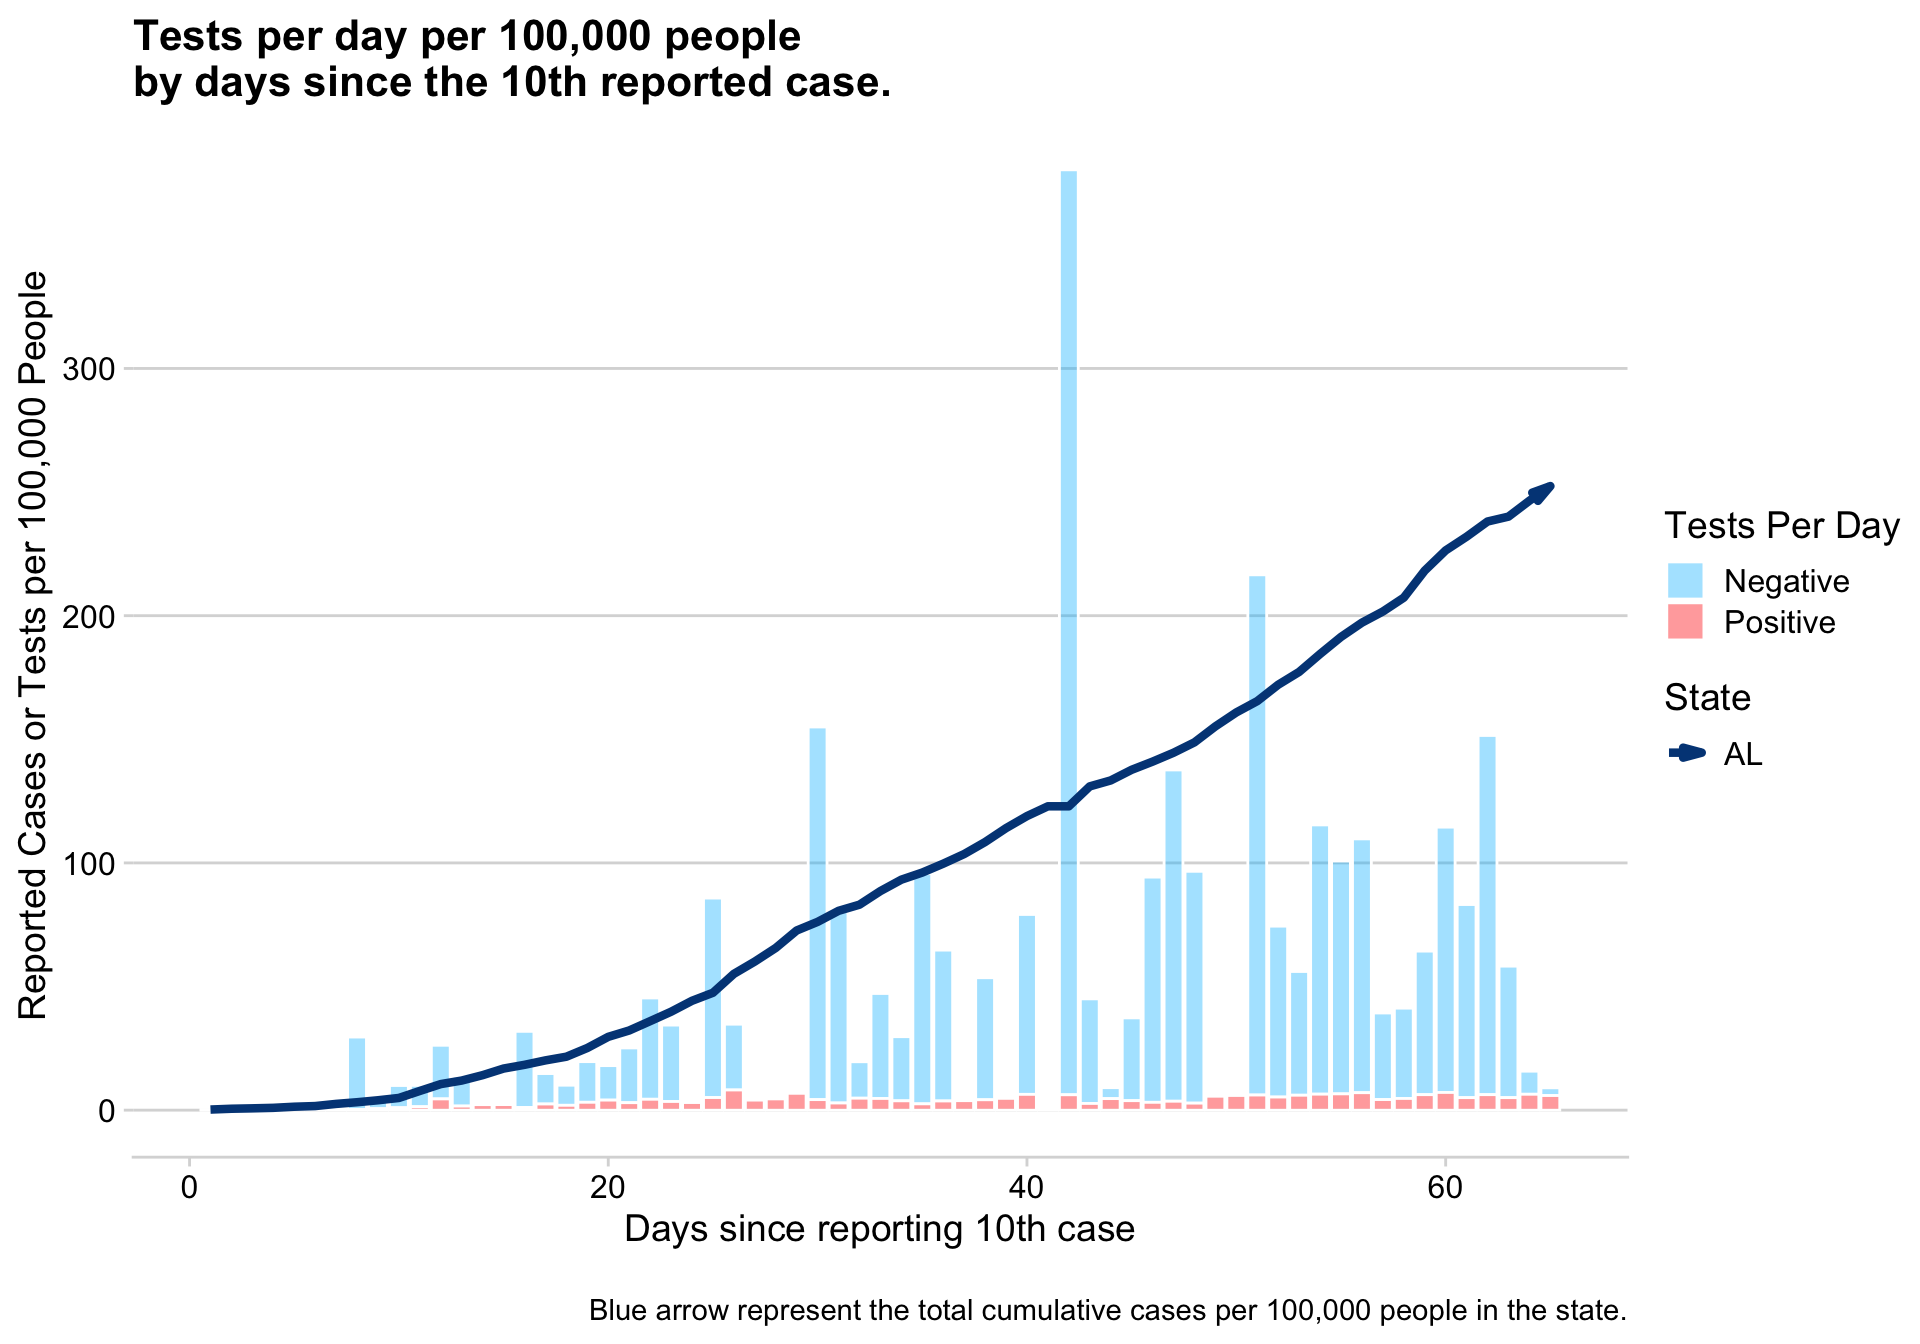 Tests per day per 100,000 people
by days since the 10th reported case.
Reported Cases or Tests per 100,000 People
300
200
100
0
0
20
40
60
Days since reporting 10th case
Tests Per Day
Negative
Positive
State
AL
Blue arrow represent the total cumulative cases per 100,000 people in the state.